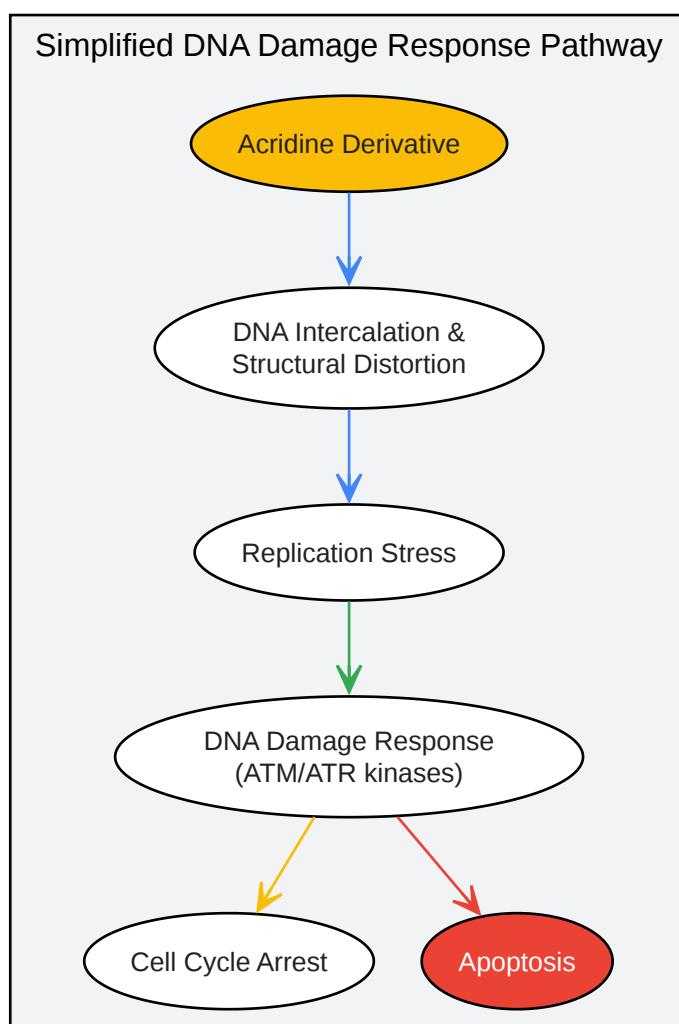 Simplified DNA Damage Response Pathway
Acridine Derivative
DNA Intercalation &
Structural Distortion
Replication Stress
DNA Damage Response
(ATM/ATR kinases)
Cell Cycle Arrest
Apoptosis